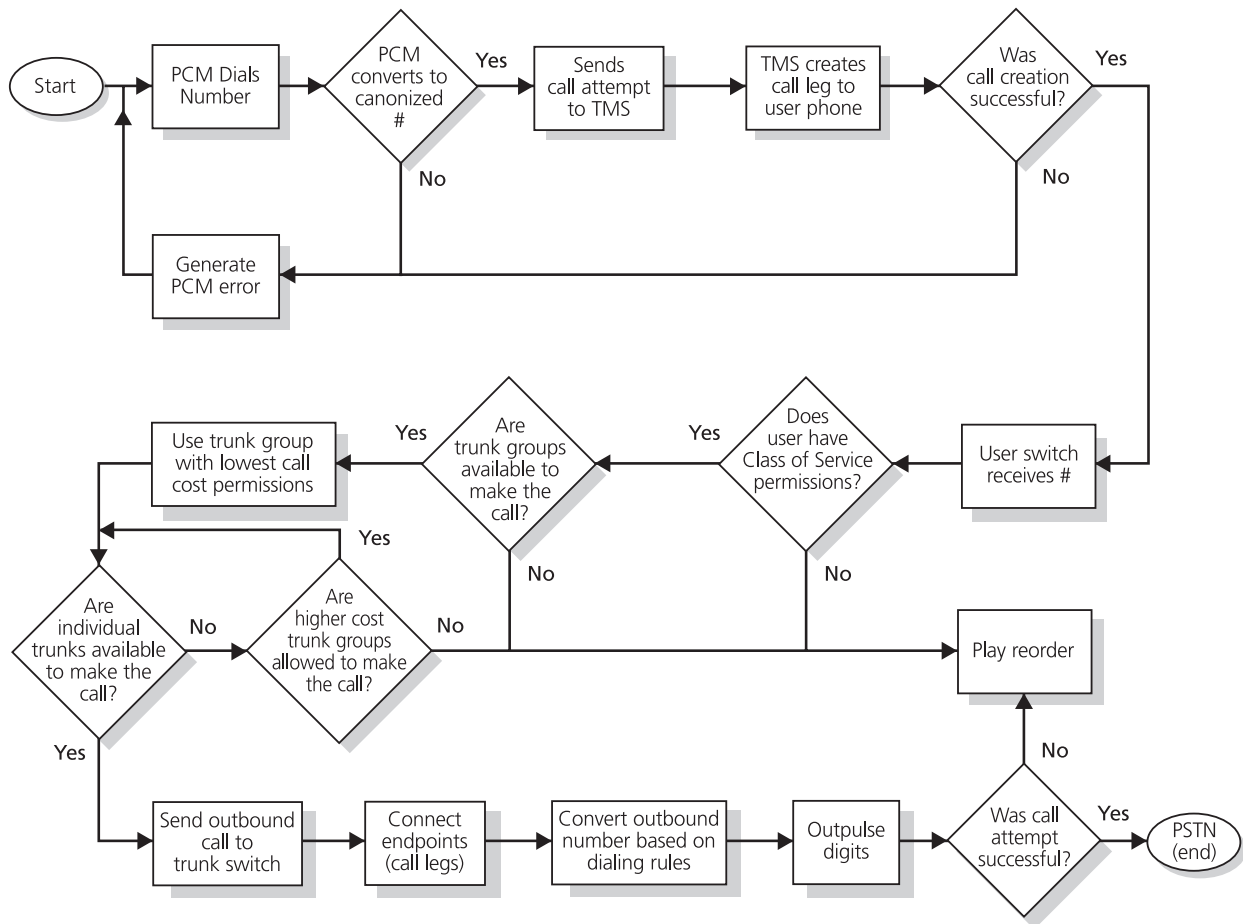 Start
PCM Dials
Number
PCM
converts to
canonized
#
Yes
Sends
call attempt
to TMS
TMS creates
call leg to
user phone
Was
call creation
successful?
Yes
No
No
Generate
PCM error
Use trunk group
with lowest call
cost permissions
Yes
Are
trunk groups
available to
make the
call?
Yes
Does
user have
Class of Service
permissions?
User switch
receives #
Yes
No
No
Are
individual
trunks available
to make the
call?
No
Are
higher cost
trunk groups
allowed to make
the call?
No
Play reorder
Yes
No
Send outbound
call to
trunk switch
Connect
endpoints
(call legs)
Convert outbound
number based on
dialing rules
Outpulse
digits
Was call
attempt
successful?
Yes
PSTN
(end)